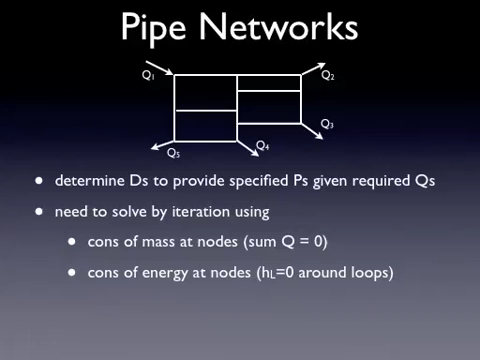 Pipe Networks
Q1
Q2
Q3
Q4
Q5
• determine Ds to provide specified Ps given required Qs
• need to solve by iteration using
• cons of mass at nodes (sum Q = 0)
• cons of energy at nodes (hL=0 around loops)